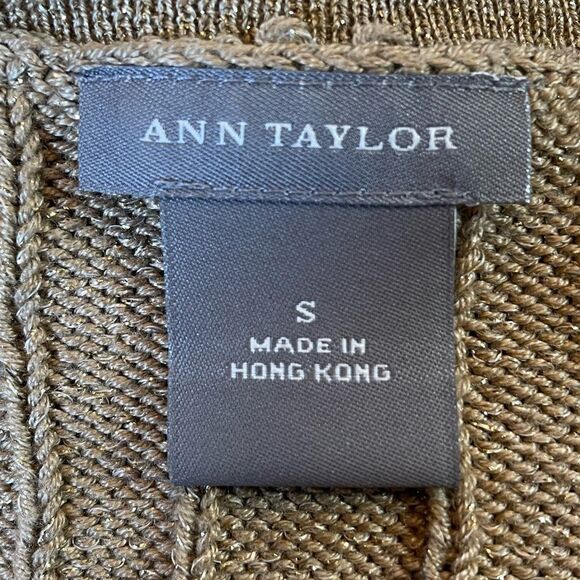 ANN TAYLOR
S
MADE IN
HONG KONG